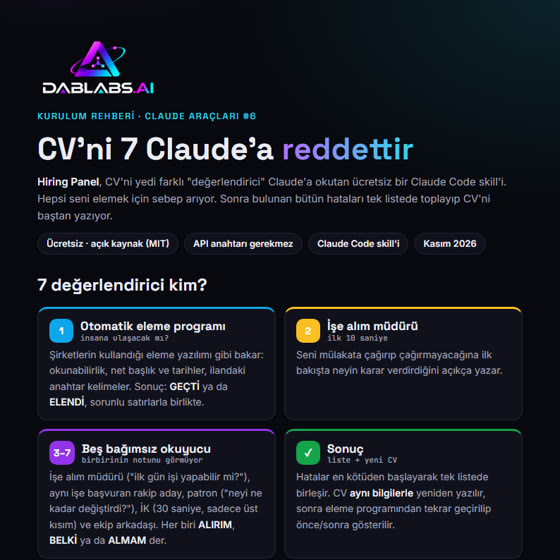 DABLABS.AI
KURULUM REHBERİ · CLAUDE ARAÇLARI #6
CV'ni 7 Claude'a reddettir
Hiring Panel, CV'ni yedi farklı "değerlendirici" Claude'a okutan ücretsiz bir Claude Code skill'i.
Hepsi seni elemek için sebep arıyor. Sonra bulunan bütün hataları tek listede toplayıp CV'ni
baştan yazıyor.
Ücretsiz · açık kaynak (MIT)
API anahtarı gerekmez
Claude Code skill'i
Kasım 2026
7 değerlendirici kim?
1
Otomatik eleme programı
insana ulaşacak mı?
Şirketlerin kullandığı eleme yazılımı gibi bakar:
okunabilirlik, net başlık ve tarihler, ilandaki
anahtar kelimeler. Sonuç: GEÇTİ ya da
ELENDİ, sorunlu satırlarla birlikte.
2
İşe alım müdürü
ilk 10 saniye
Seni mülakata çağırıp çağırmayacağına ilk
bakışta neyin karar verdirdiğini açıkça yazar.
3–7
Beş bağımsız okuyucu
birbirinin notunu görmüyor
İşe alım müdürü ("ilk gün işi yapabilir mi?"),
aynı işe başvuran rakip aday, patron ("neyi ne
kadar değiştirdi?"), İK (30 saniye, sadece üst
kısım) ve ekip arkadaşı. Her biri ALIRIM,
BELKİ ya da ALMAM der.
✓
Sonuç
liste + yeni CV
Hatalar en kötüden başlayarak tek listede
birleşir. CV aynı bilgilerle yeniden yazılır,
sonra eleme programından tekrar geçirilip
önce/sonra gösterilir.